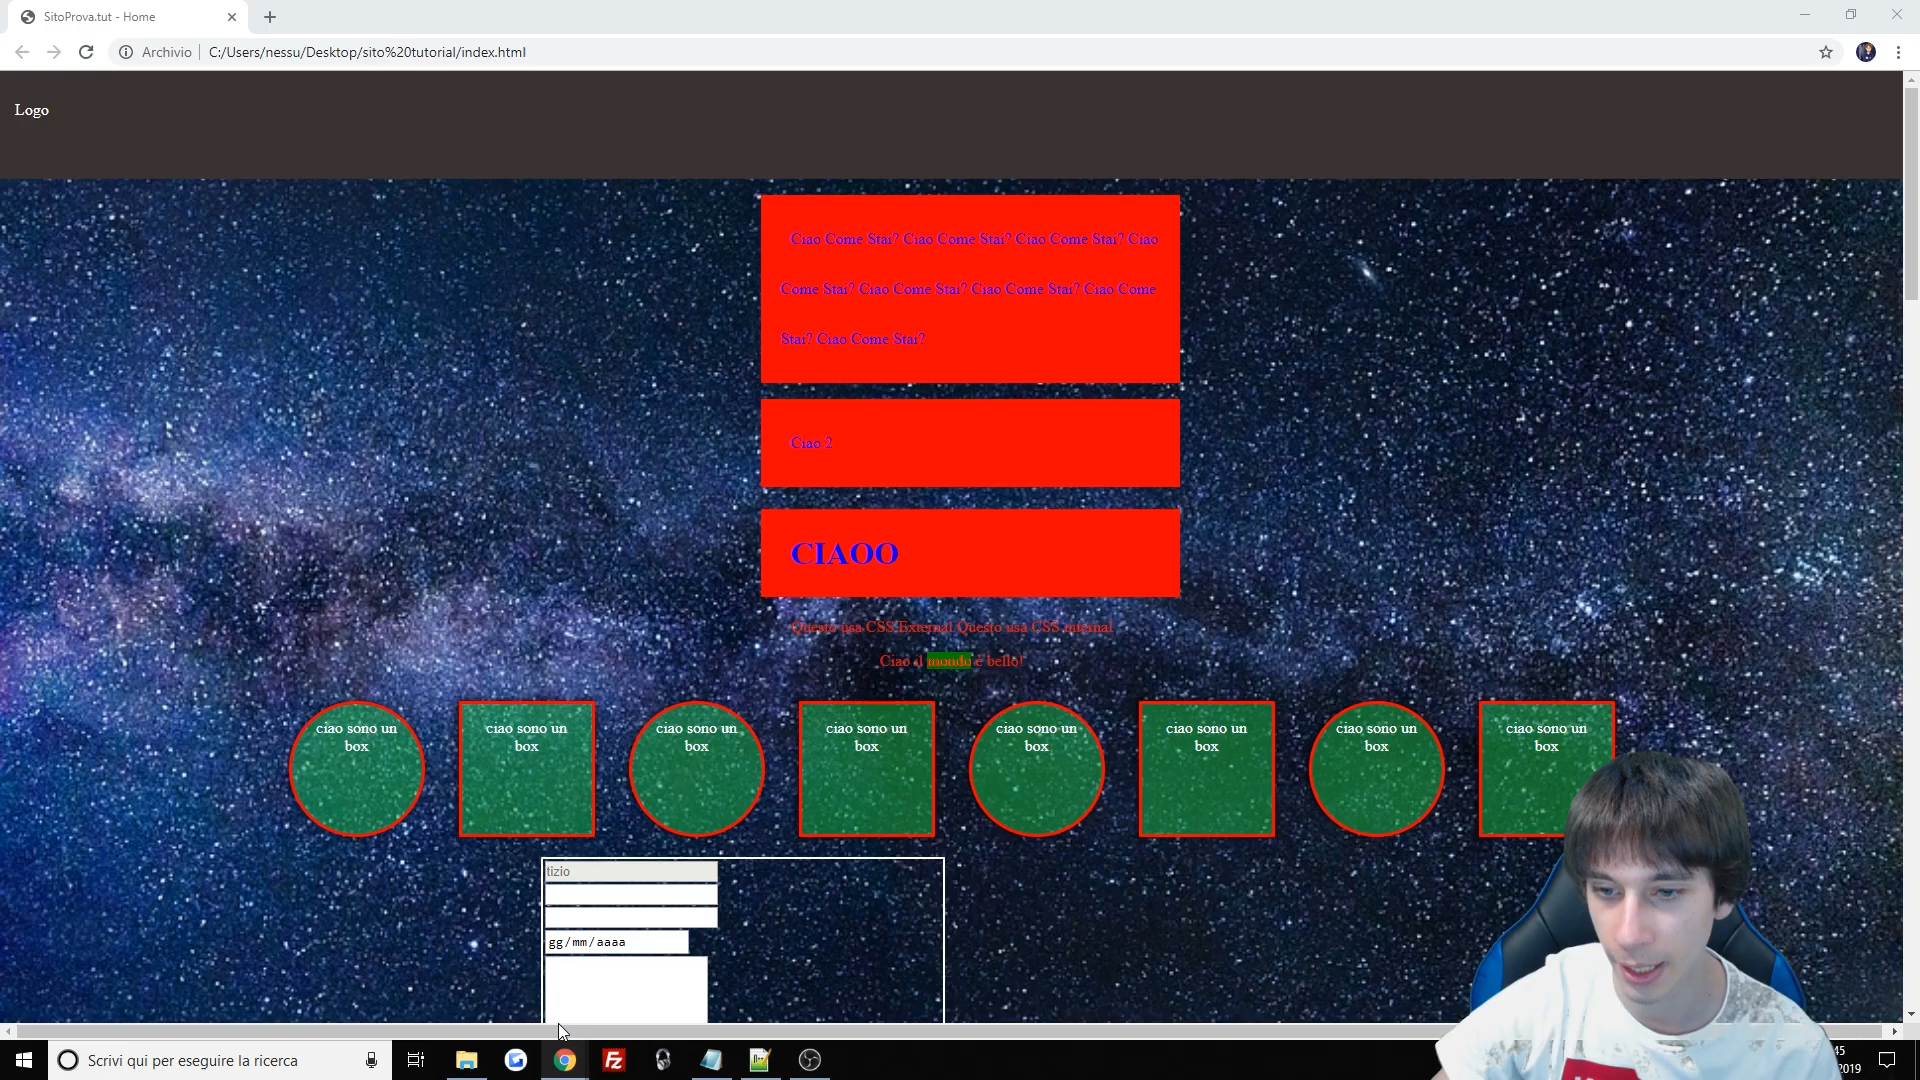 SitoProva.tut - Home
Archivio
C:/Users/nessu/Desktop/sito%20tutorial/index.html
Logo
Ciao Come Stai? Ciao Come Stai? Ciao Come Stai? Ciao
Come Stai? Ciao Come Stai? Ciao Come Stai? Ciao Come
Stai? Ciao Come Stai?
Ciao 2
CIAOO
Questo usa CSS External Questo usa CSS internal
Ciao il mondo è bello!
ciao sono un
box
ciao sono un
box
ciao sono un
box
ciao sono un
box
ciao sono un
box
ciao sono un
box
ciao sono un
box
ciao sono un
box
tizio
gg/mm/aaaa
Scrivi qui per eseguire la ricerca
45
2019